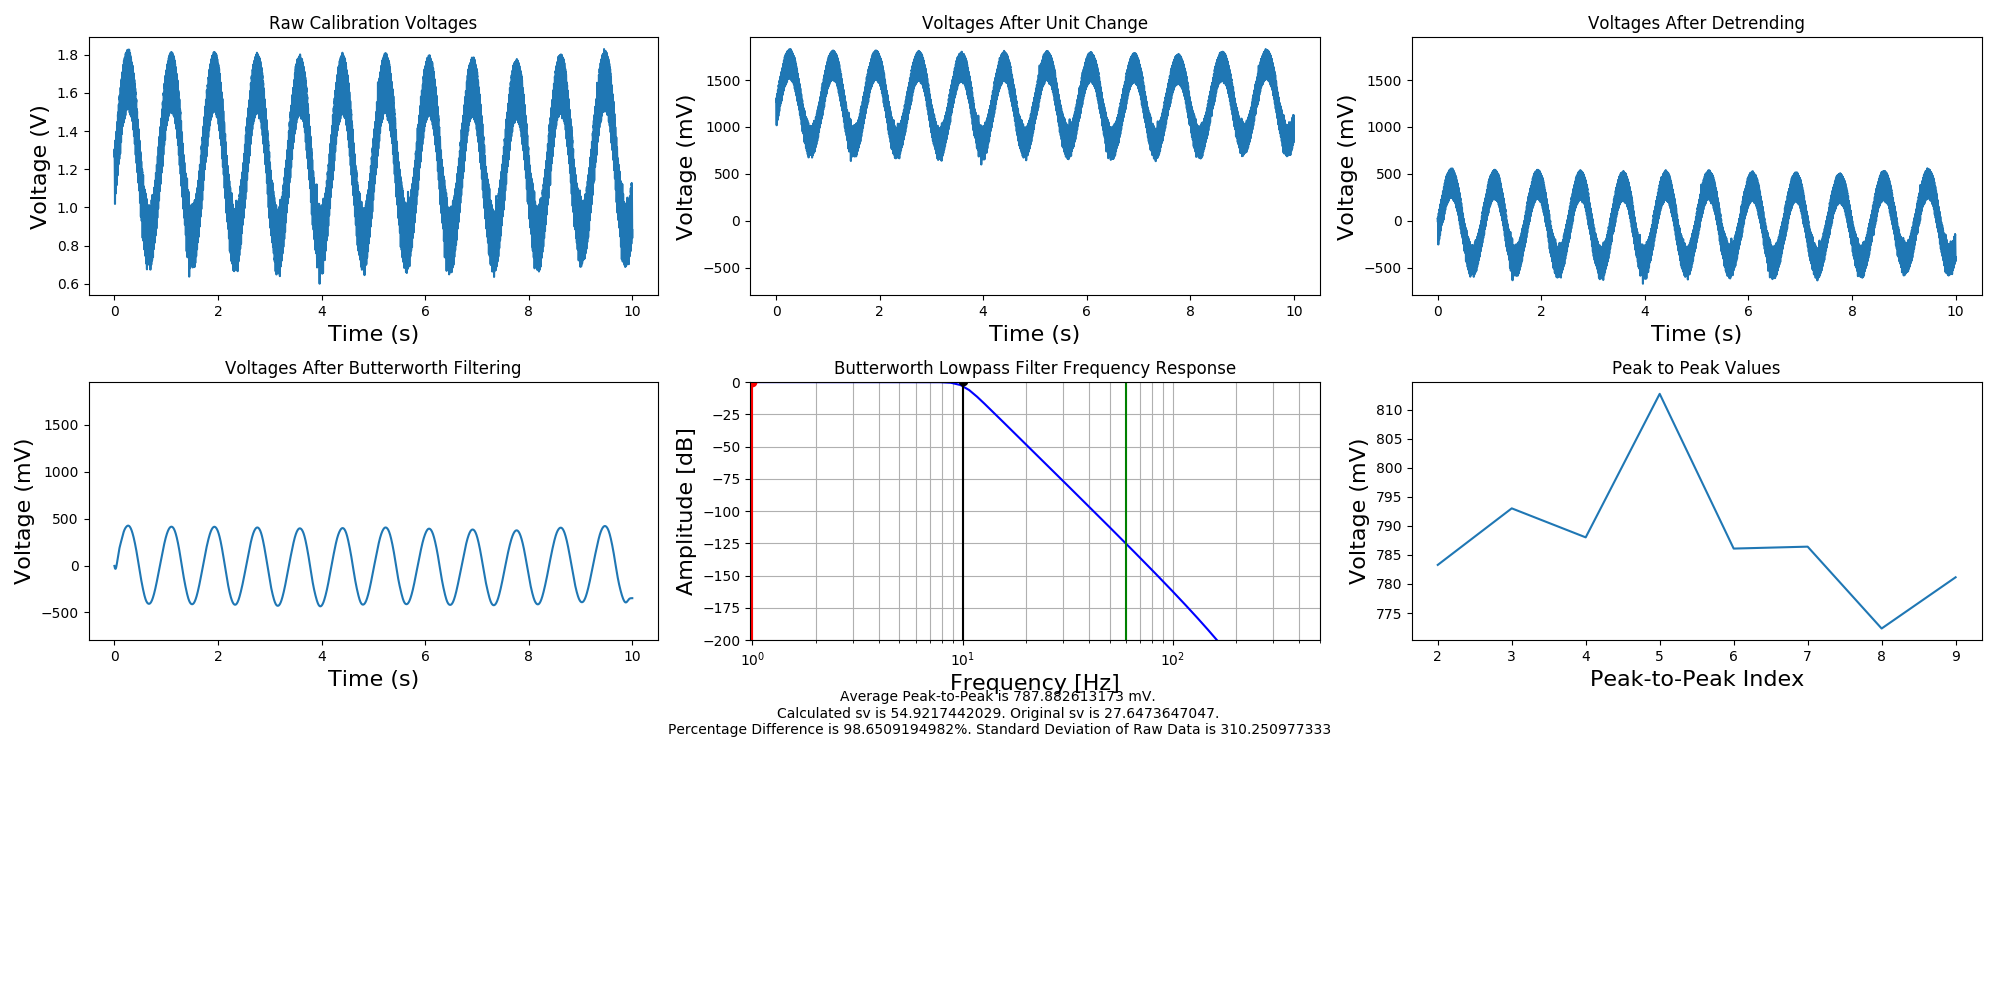 Raw Calibration Voltages
Voltage (V)
1.8
1.6
1.4
1.2
1.0
0.8
0.6
0 2 4 6 8 10
Time (s)
Voltages After Unit Change
Voltage (mV)
1500
1000
500
0
−500
0 2 4 6 8 10
Time (s)
Voltages After Detrending
Voltage (mV)
1500
1000
500
0
−500
0 2 4 6 8 10
Time (s)
Voltages After Butterworth Filtering
Voltage (mV)
1500
1000
500
0
−500
0 2 4 6 8 10
Time (s)
Butterworth Lowpass Filter Frequency Response
Amplitude [dB]
0
−25
−50
−75
−100
−125
−150
−175
−200
10⁰ 10¹ 10²
Frequency [Hz]
Peak to Peak Values
Voltage (mV)
810
805
800
795
790
785
780
775
2 3 4 5 6 7 8 9
Peak-to-Peak Index
Average Peak-to-Peak is 787.882613173 mV.
Calculated sv is 54.9217442029. Original sv is 27.6473647047.
Percentage Difference is 98.6509194982%. Standard Deviation of Raw Data is 310.250977333